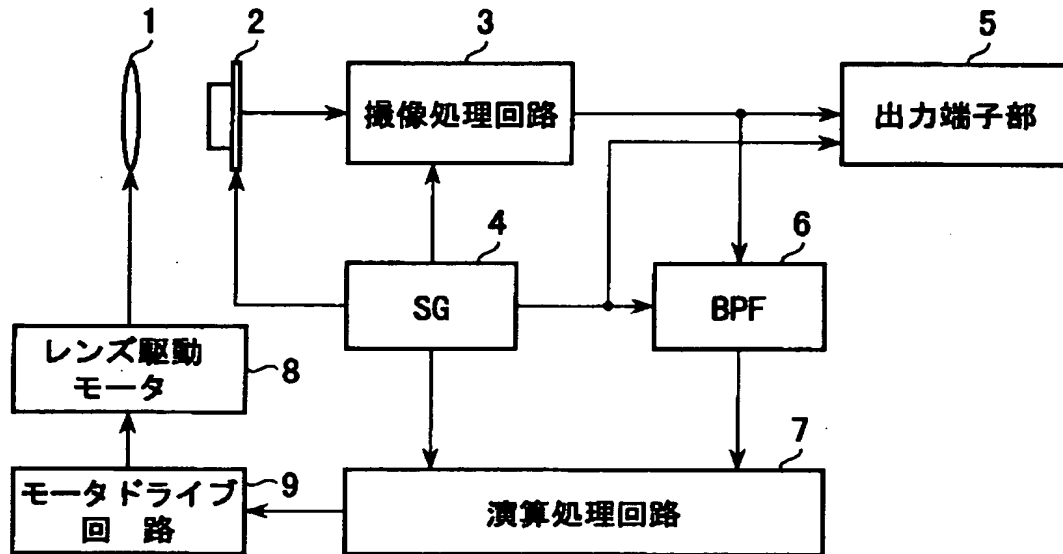 1
2
3
撮像処理回路
5
出力端子部
4
SG
6
BPF
レンズ駆動
モータ
8
7
演算処理回路
モータドライブ
回 路
9